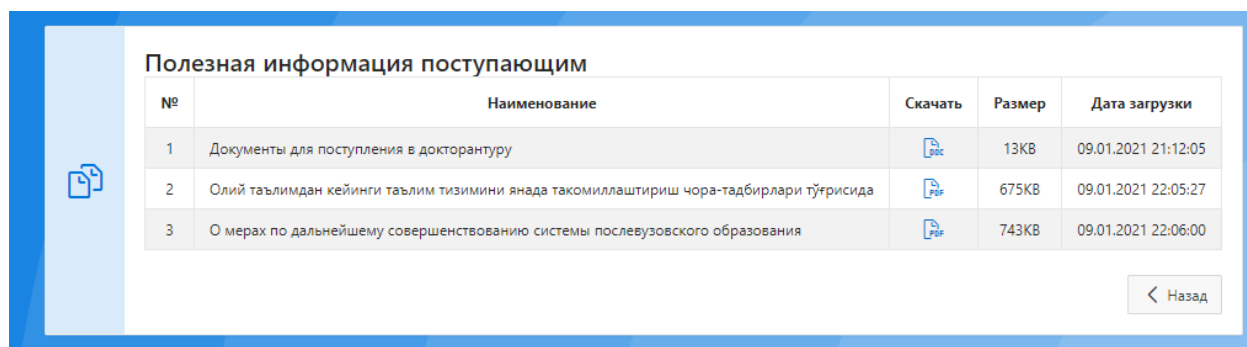 Полезная информация поступающим
№ Наименование Скачать Размер Дата загрузки
1 Документы для поступления в докторантуру DOC 13KB 09.01.2021 21:12:05
2 Олий таълимдан кейинги таълим тизимини янада такомиллаштириш чора-тадбирлари тўғрисида PDF 675KB 09.01.2021 22:05:27
3 О мерах по дальнейшему совершенствованию системы послевузовского образования PDF 743KB 09.01.2021 22:06:00
Назад